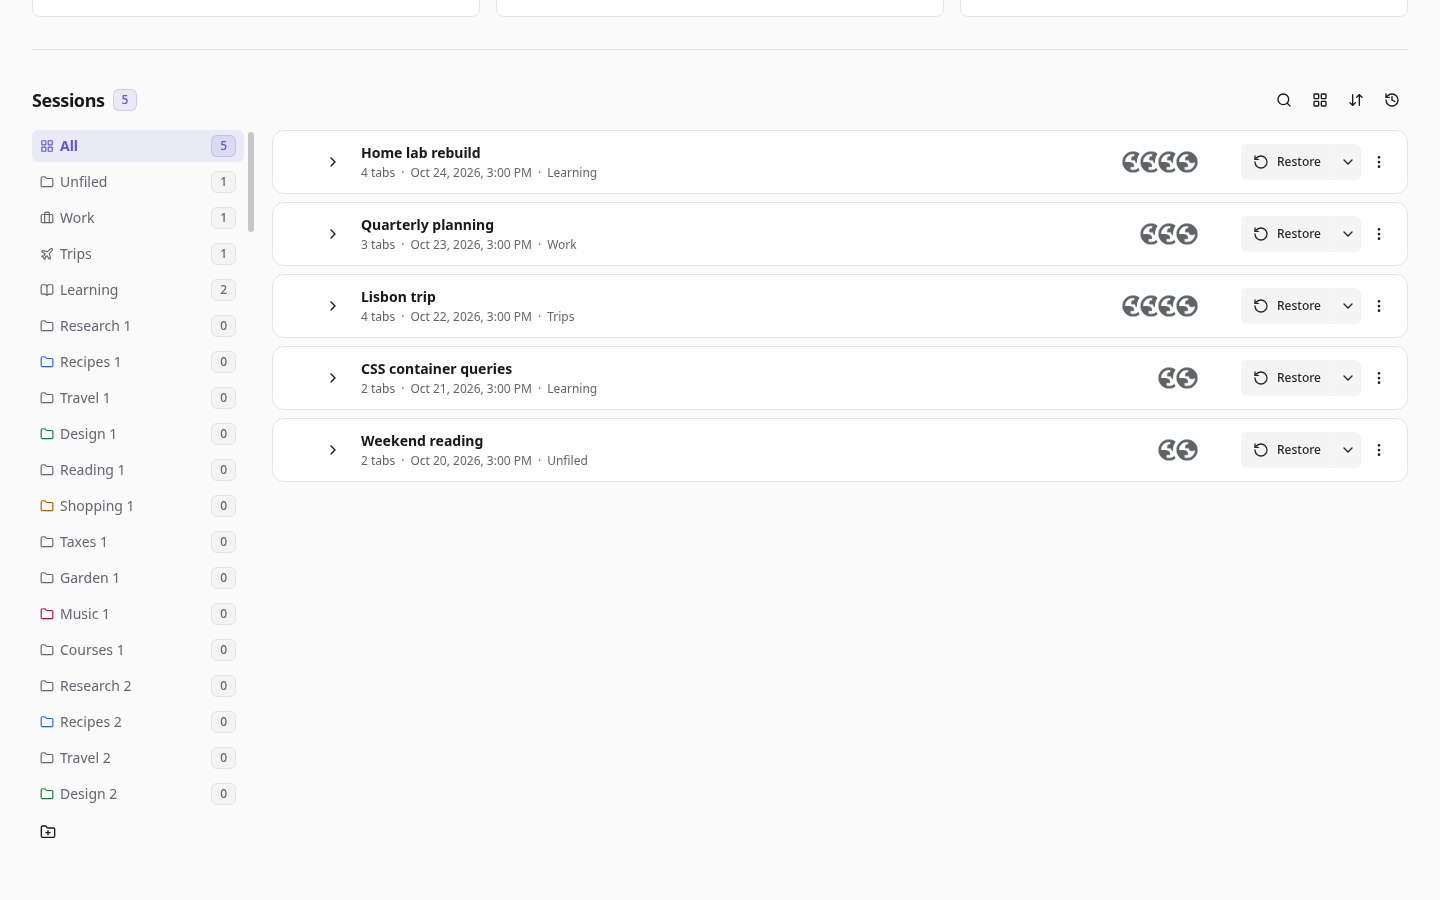 Sessions 5
All 5
Unfiled 1
Work 1
Trips 1
Learning 2
Research 1 0
Recipes 1 0
Travel 1 0
Design 1 0
Reading 1 0
Shopping 1 0
Taxes 1 0
Garden 1 0
Music 1 0
Courses 1 0
Research 2 0
Recipes 2 0
Travel 2 0
Design 2 0
Home lab rebuild
4 tabs · Oct 24, 2026, 3:00 PM · Learning
Restore
Quarterly planning
3 tabs · Oct 23, 2026, 3:00 PM · Work
Restore
Lisbon trip
4 tabs · Oct 22, 2026, 3:00 PM · Trips
Restore
CSS container queries
2 tabs · Oct 21, 2026, 3:00 PM · Learning
Restore
Weekend reading
2 tabs · Oct 20, 2026, 3:00 PM · Unfiled
Restore